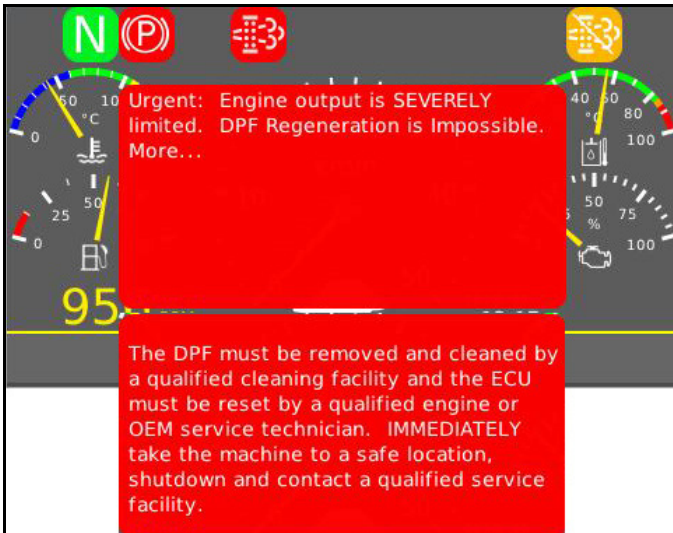 N (P)
50 10
°C
0
40 60
80
°C
100
25
50
0
50
75
%
100
95
Urgent: Engine output is SEVERELY
limited. DPF Regeneration is Impossible.
More...
The DPF must be removed and cleaned by
a qualified cleaning facility and the ECU
must be reset by a qualified engine or
OEM service technician. IMMEDIATELY
take the machine to a safe location,
shutdown and contact a qualified service
facility.